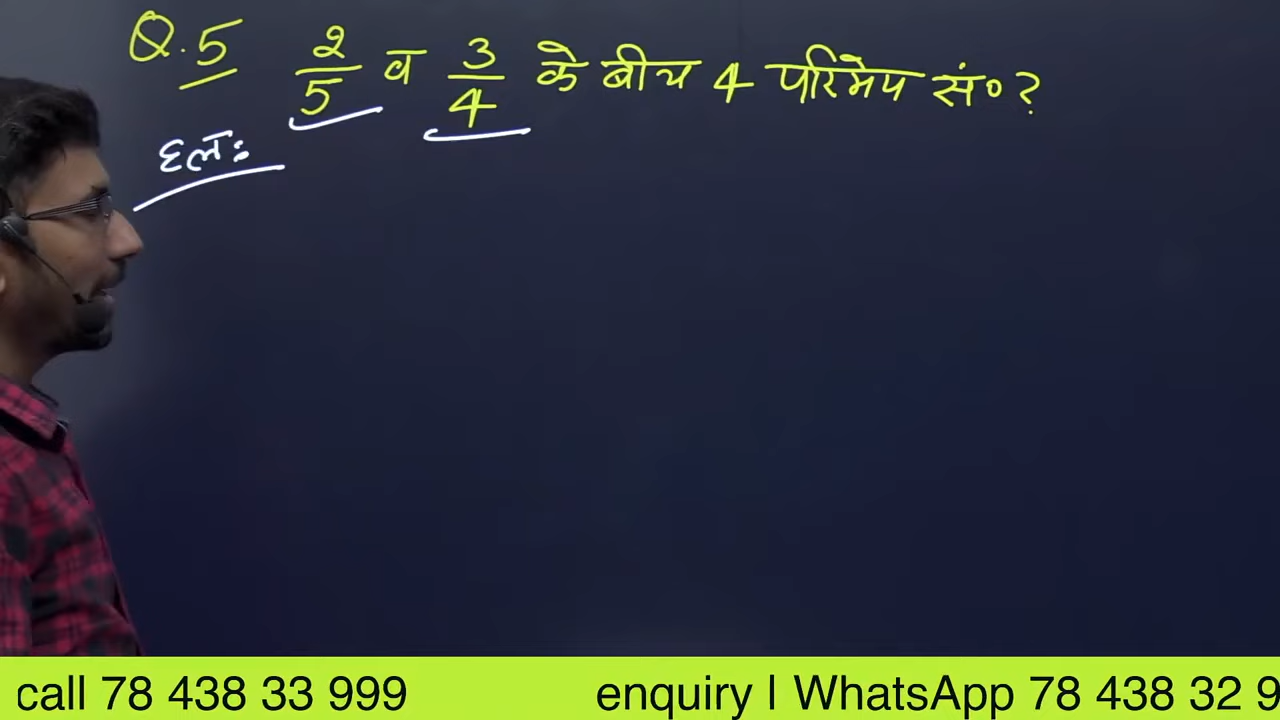 Q.5 2/5 व 3/4 के बीच 4 परिमेय सं० ?
हल:
call 78 438 33 999 enquiry | WhatsApp 78 438 32 9